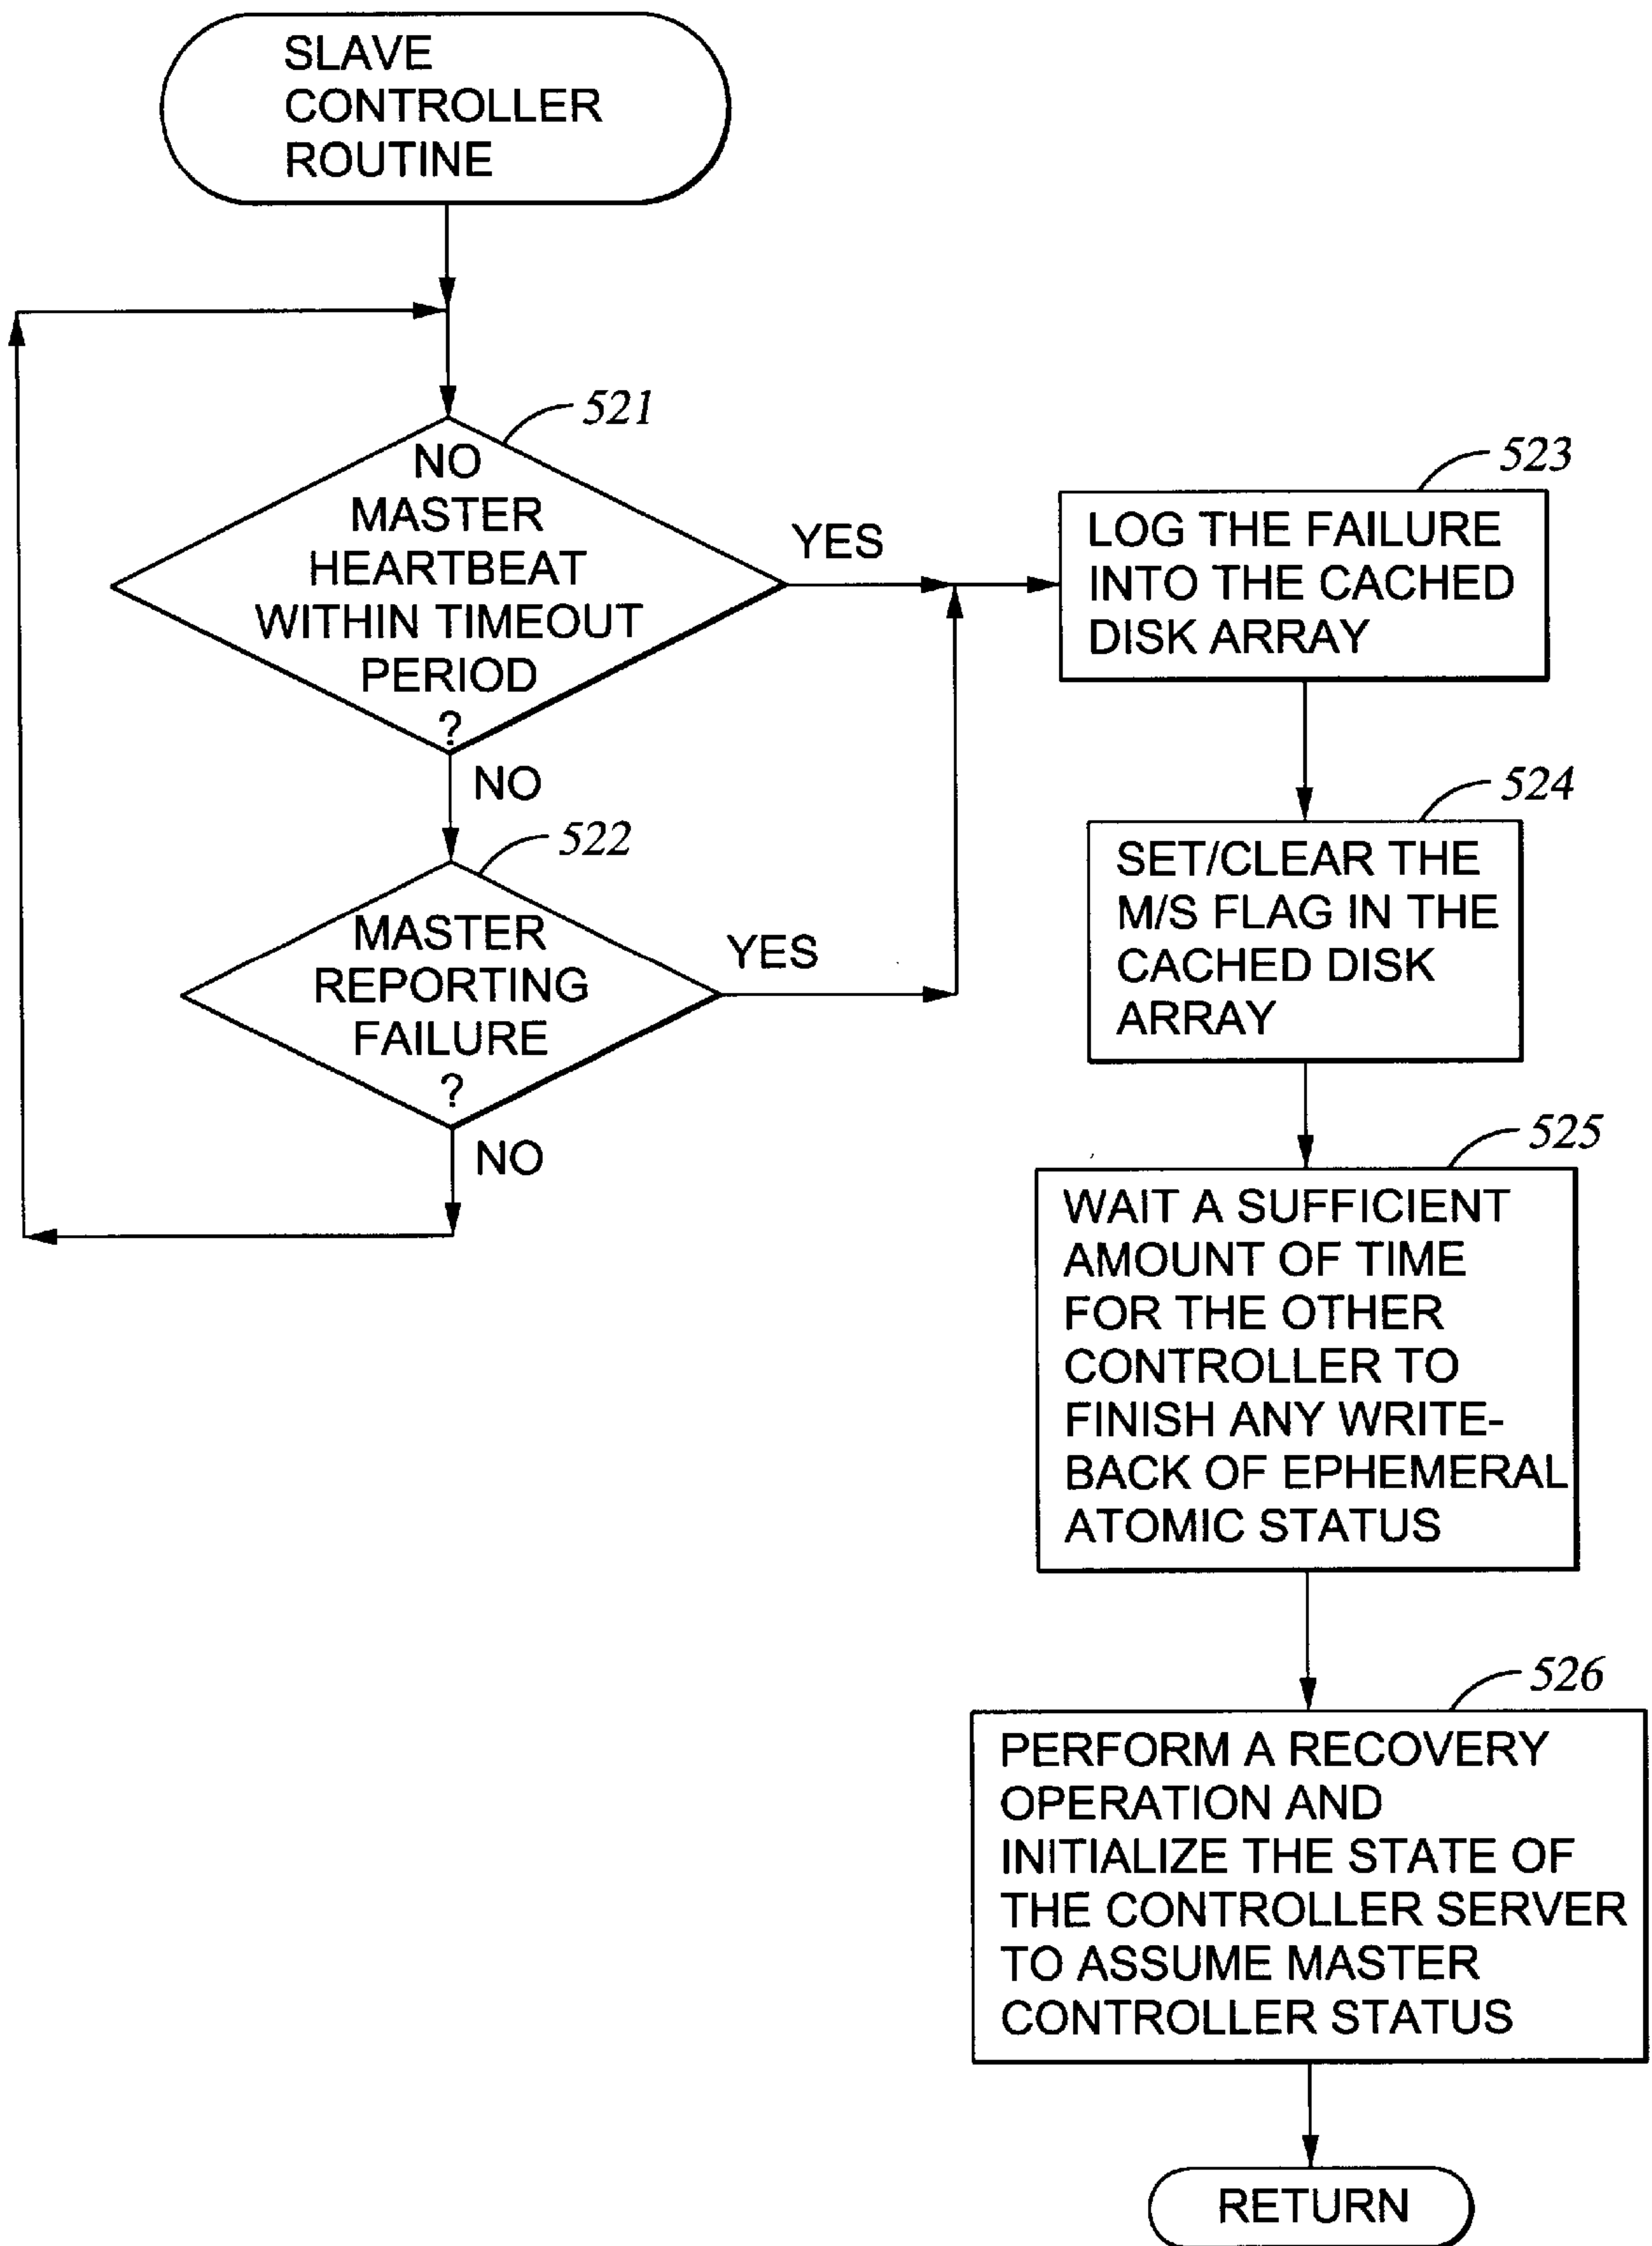 SLAVE
CONTROLLER
ROUTINE
521
NO
MASTER
HEARTBEAT
WITHIN TIMEOUT
PERIOD
?
YES
NO
522
MASTER
REPORTING
FAILURE
?
YES
NO
523
LOG THE FAILURE
INTO THE CACHED
DISK ARRAY
524
SET/CLEAR THE
M/S FLAG IN THE
CACHED DISK
ARRAY
525
WAIT A SUFFICIENT
AMOUNT OF TIME
FOR THE OTHER
CONTROLLER TO
FINISH ANY WRITE-
BACK OF EPHEMERAL
ATOMIC STATUS
526
PERFORM A RECOVERY
OPERATION AND
INITIALIZE THE STATE OF
THE CONTROLLER SERVER
TO ASSUME MASTER
CONTROLLER STATUS
RETURN